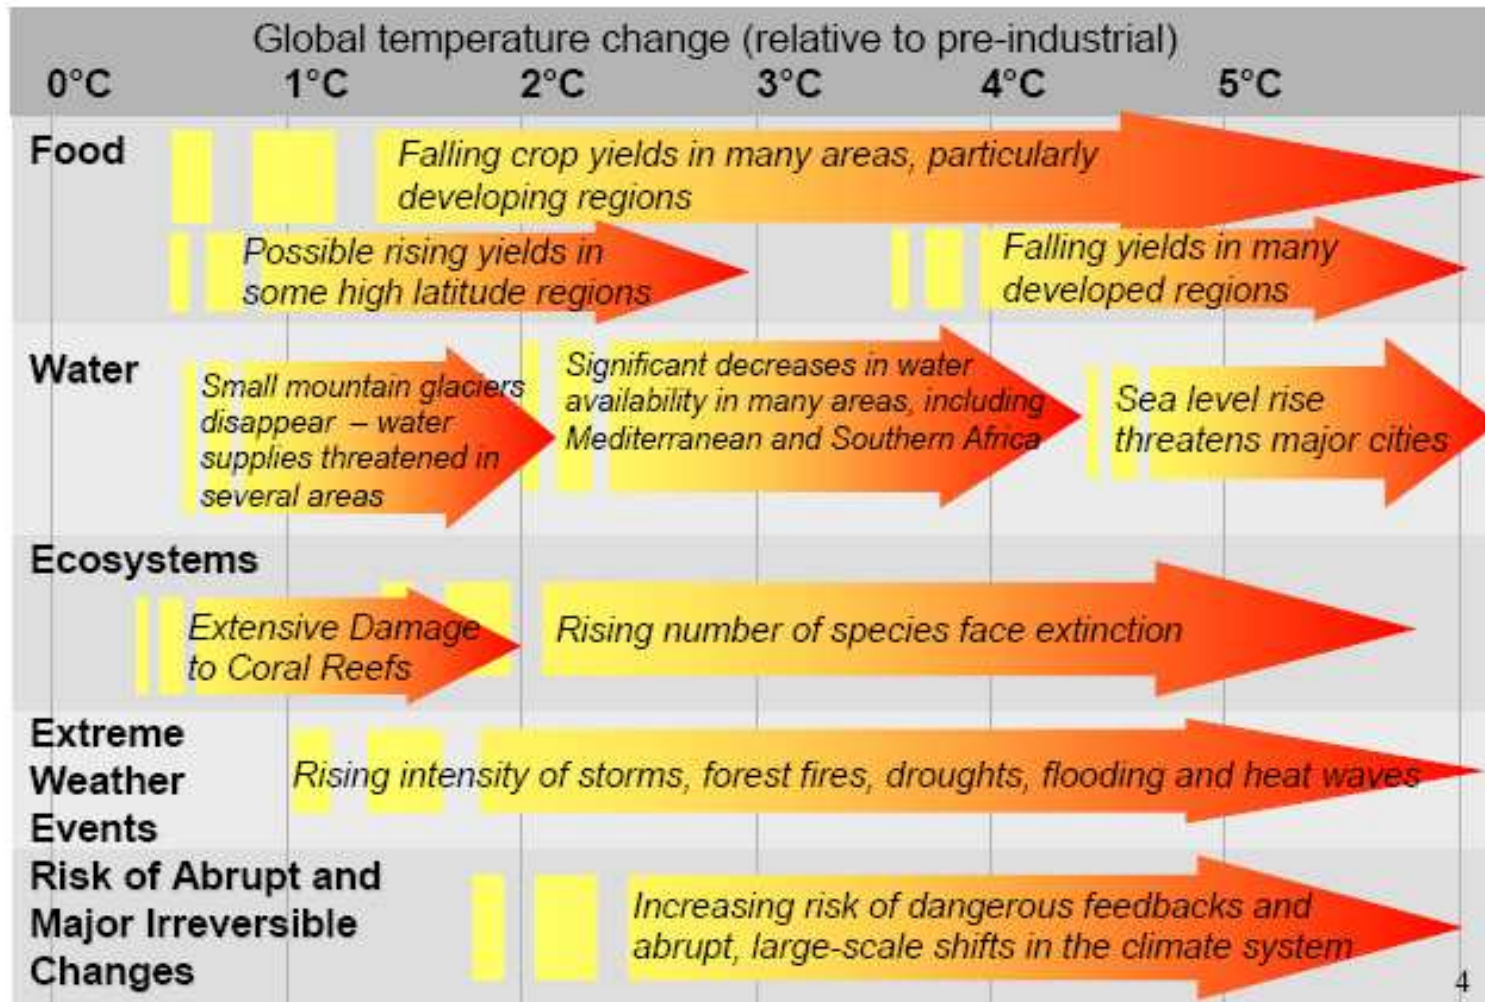 Global temperature change (relative to pre-industrial)
0°C 1°C 2°C 3°C 4°C 5°C
Food
Falling crop yields in many areas, particularly
developing regions
Possible rising yields in
some high latitude regions
Falling yields in many
developed regions
Water
Small mountain glaciers
disappear – water
supplies threatened in
several areas
Significant decreases in water
availability in many areas, including
Mediterranean and Southern Africa
Sea level rise
threatens major cities
Ecosystems
Extensive Damage
to Coral Reefs
Rising number of species face extinction
Extreme
Weather
Events
Rising intensity of storms, forest fires, droughts, flooding and heat waves
Risk of Abrupt and
Major Irreversible
Changes
Increasing risk of dangerous feedbacks and
abrupt, large-scale shifts in the climate system
4